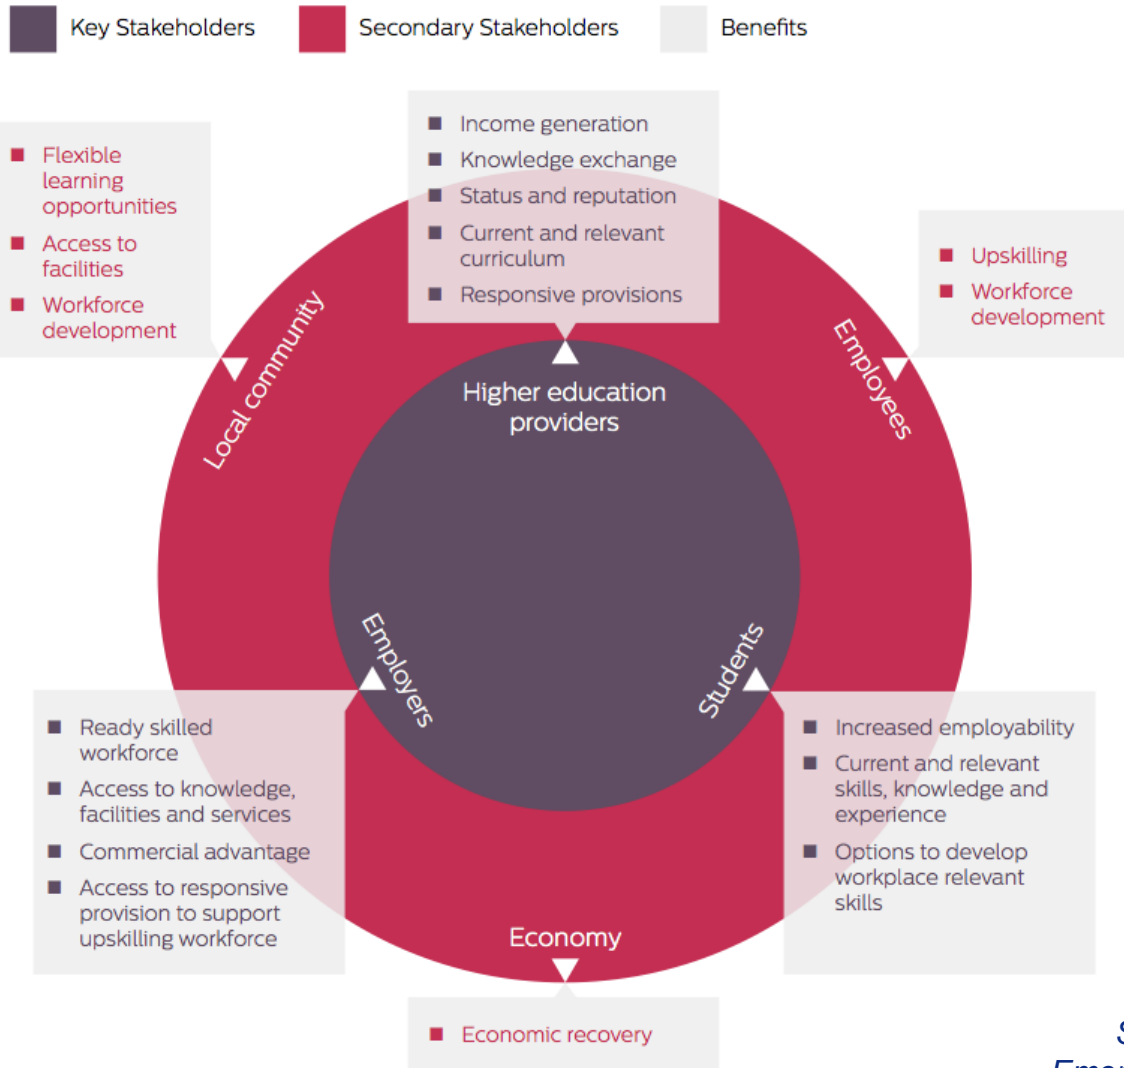 Key Stakeholders
Secondary Stakeholders
Benefits
Income generation
Knowledge exchange
Status and reputation
Current and relevant
curriculum
Responsive provisions
Flexible
learning
opportunities
Access to
facilities
Workforce
development
Upskilling
Workforce
development
Local community
Employees
Higher education
providers
Employers
Students
Ready skilled
workforce
Access to knowledge,
facilities and services
Commercial advantage
Access to responsive
provision to support
upskilling workforce
Increased employability
Current and relevant
skills, knowledge and
experience
Options to develop
workplace relevant
skills
Economy
Economic recovery